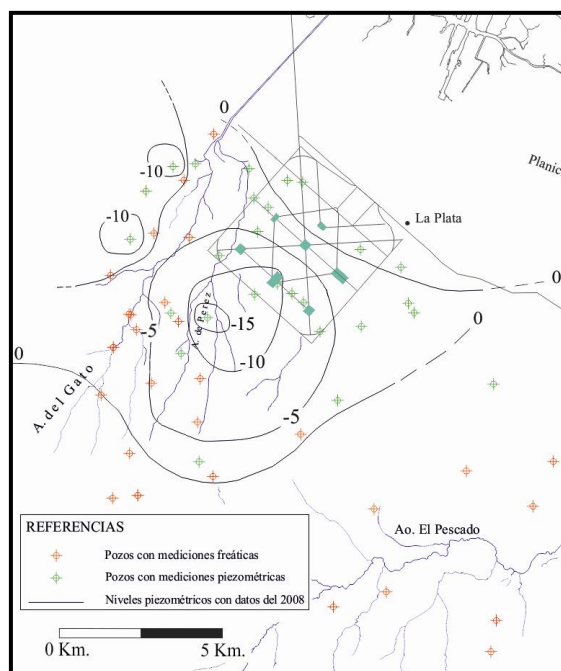 0
-10
La Plata
Planic
-10
0
-5
A. de Perez
-15
-10
0
0
A. del Gato
-5
Ao. El Pescado
REFERENCIAS
Pozos con mediciones freáticas
Pozos con mediciones piezométricas
Niveles piezométricos con datos del 2008
0 Km.
5 Km.